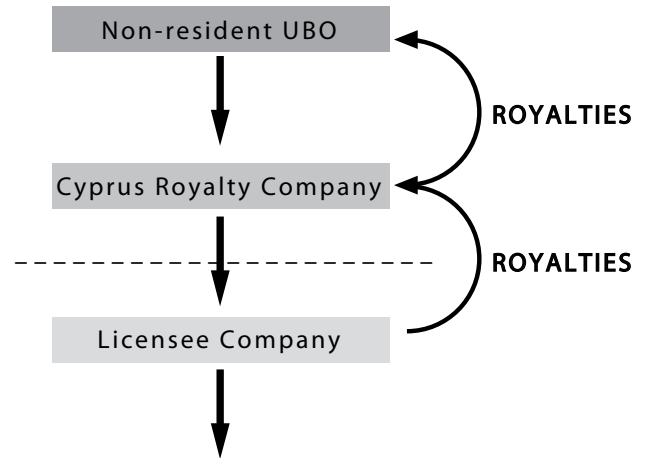 Non-resident UBO
ROYALTIES
Cyprus Royalty Company
ROYALTIES
Licensee Company